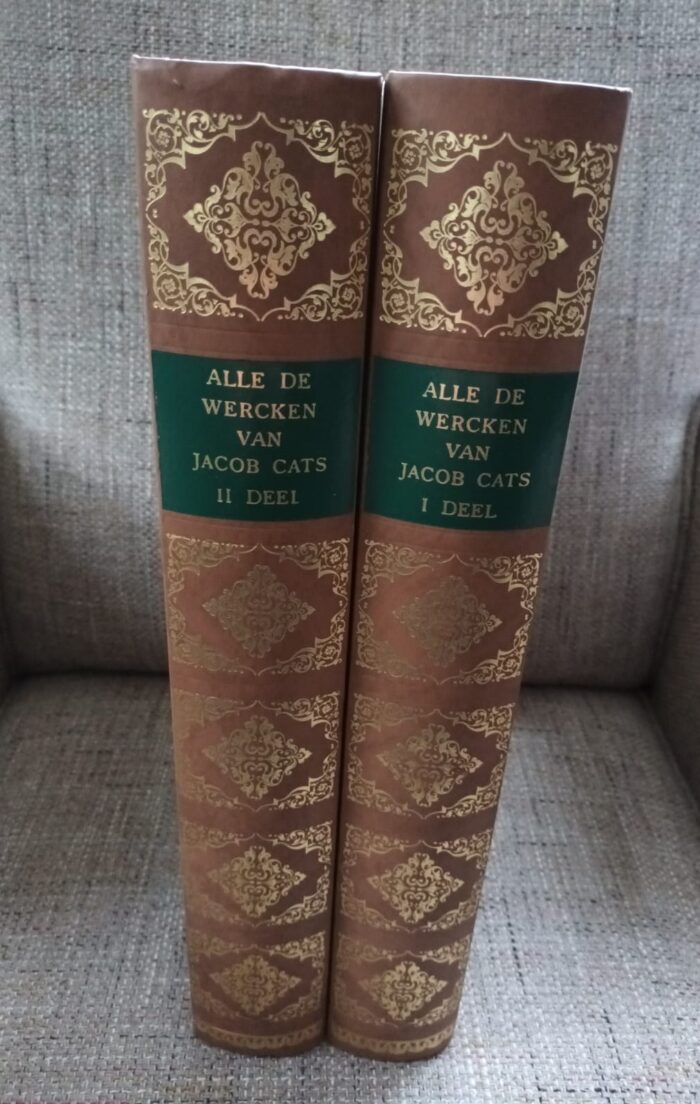 ALLE DE
WERCKEN
VAN
JACOB CATS
II DEEL
ALLE DE
WERCKEN
VAN
JACOB CATS
I DEEL